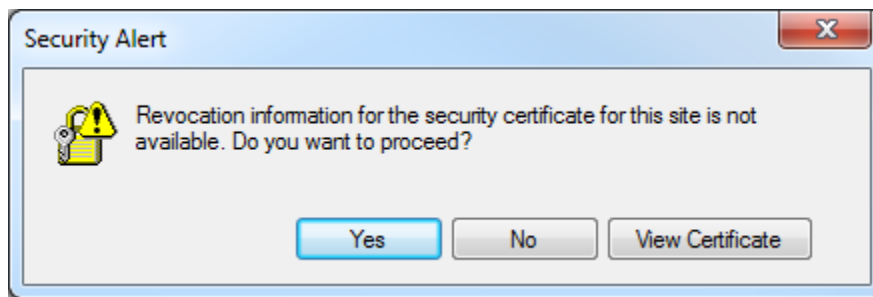 Security Alert
Revocation information for the security certificate for this site is not
available. Do you want to proceed?
Yes
No
View Certificate